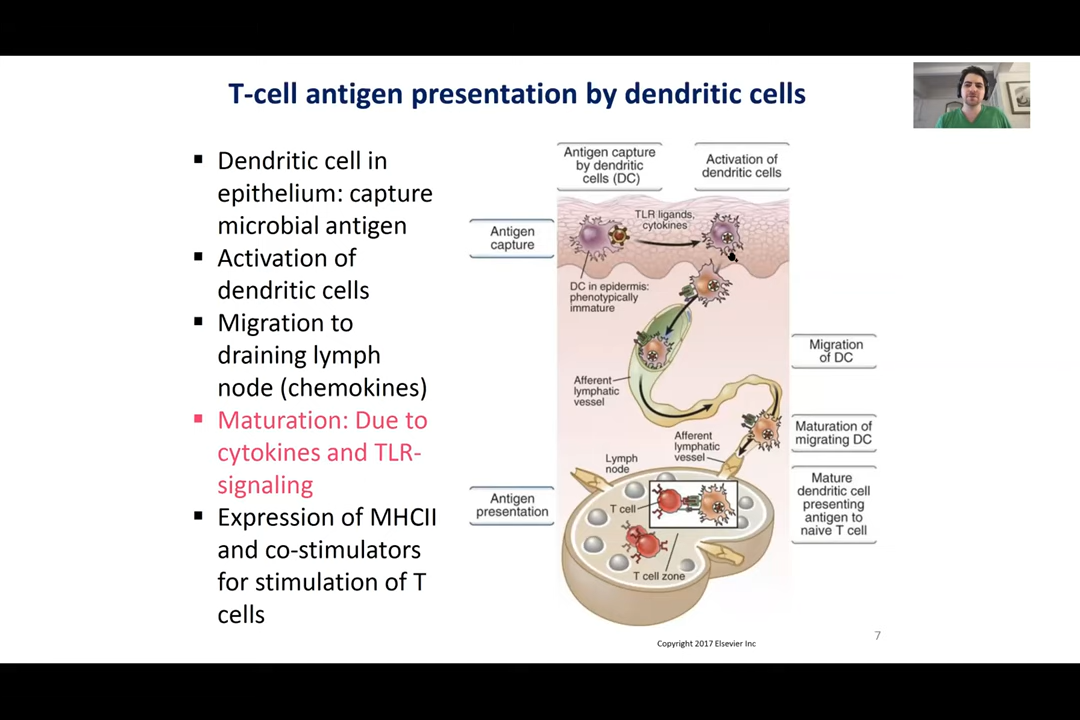 T-cell antigen presentation by dendritic cells
▪ Dendritic cell in
epithelium: capture
microbial antigen
▪ Activation of
dendritic cells
▪ Migration to
draining lymph
node (chemokines)
▪ Maturation: Due to
cytokines and TLR-
signaling
▪ Expression of MHCII
and co-stimulators
for stimulation of T
cells
Antigen capture
by dendritic
cells (DC)
Activation of
dendritic cells
Antigen
capture
TLR ligands,
cytokines
DC in epidermis:
phenotypically
immature
Migration
of DC
Afferent
lymphatic
vessel
Maturation of
migrating DC
Afferent
lymphatic
vessel
Lymph
node
Antigen
presentation
T cell
T cell zone
Mature
dendritic cell
presenting
antigen to
naive T cell
Copyright 2017 Elsevier Inc
7